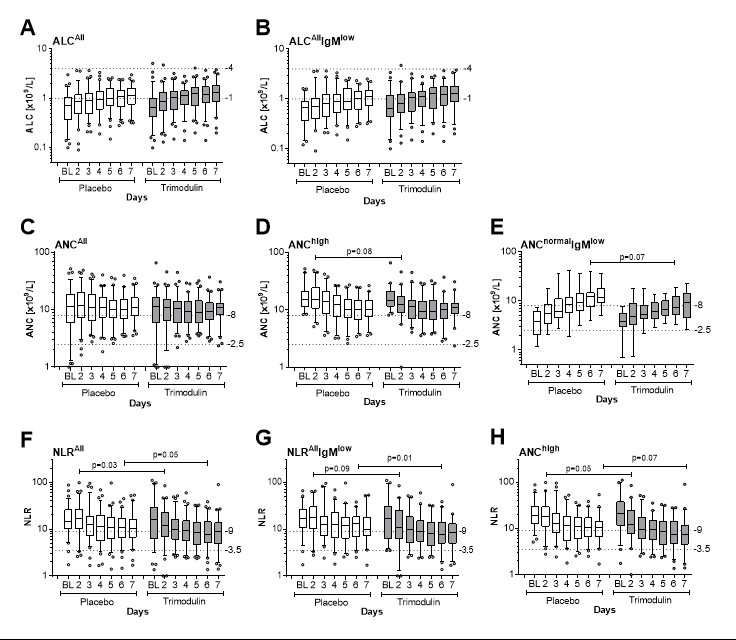 A
ALC^All
ALC [x10^9/L]
10
1
0.1
-4
-1
BL 2 3 4 5 6 7 BL 2 3 4 5 6 7
Placebo Trimodulin
Days
B
ALC^All IgM^low
ALC [x10^9/L]
10
1
0.1
-4
-1
BL 2 3 4 5 6 7 BL 2 3 4 5 6 7
Placebo Trimodulin
Days
C
ANC^All
ANC [x10^9/L]
100
10
1
-8
-2.5
BL 2 3 4 5 6 7 BL 2 3 4 5 6 7
Placebo Trimodulin
Days
D
ANC^high
p=0.08
ANC [x10^9/L]
100
10
1
-8
-2.5
BL 2 3 4 5 6 7 BL 2 3 4 5 6 7
Placebo Trimodulin
Days
E
ANC^normal IgM^low
p=0.07
ANC [x10^9/L]
100
10
1
-8
-2.5
BL 2 3 4 5 6 7 BL 2 3 4 5 6 7
Placebo Trimodulin
Days
F
NLR^All
p=0.05
p=0.03
NLR
100
10
1
-9
-3.5
BL 2 3 4 5 6 7 BL 2 3 4 5 6 7
Placebo Trimodulin
Days
G
NLR^All IgM^low
p=0.01
p=0.09
NLR
100
10
1
-9
-3.5
BL 2 3 4 5 6 7 BL 2 3 4 5 6 7
Placebo Trimodulin
Days
H
ANC^high
p=0.07
p=0.05
NLR
100
10
1
-9
-3.5
BL 2 3 4 5 6 7 BL 2 3 4 5 6 7
Placebo Trimodulin
Days